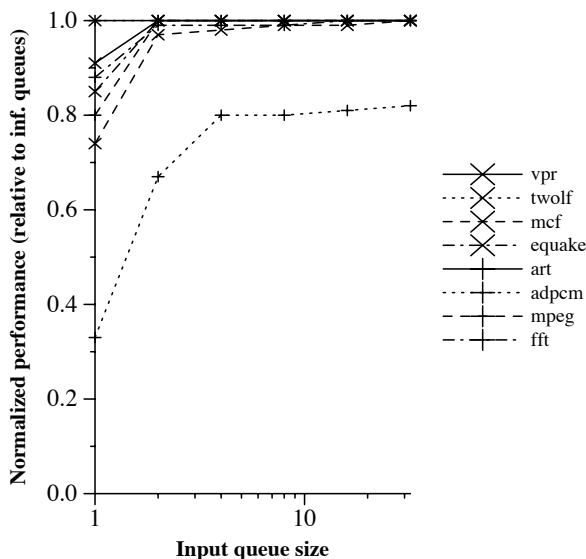 Normalized performance (relative to inf. queues)
1.0
0.8
0.6
0.4
0.2
0.0
1
10
Input queue size
vpr
twolf
mcf
equake
art
adpcm
mpeg
fft